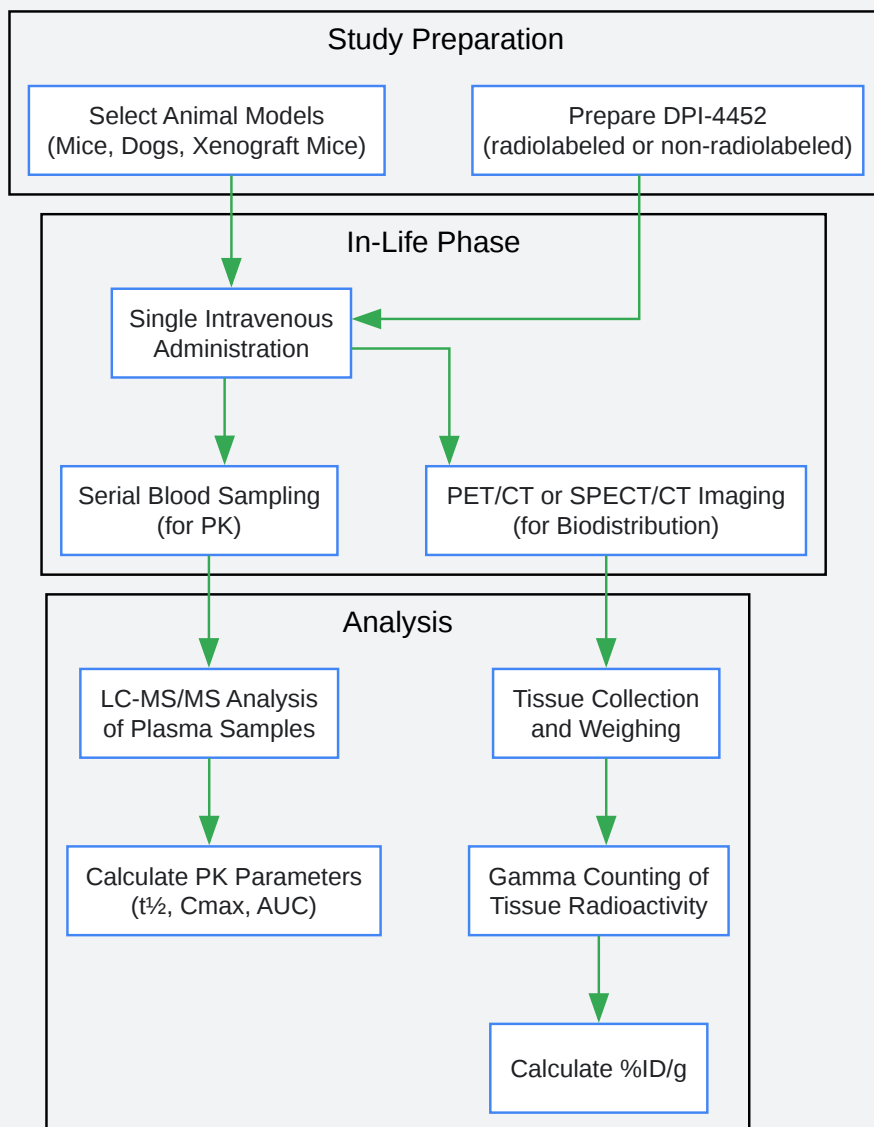 Study Preparation
Select Animal Models
(Mice, Dogs, Xenograft Mice)
Prepare DPI-4452
(radiolabeled or non-radiolabeled)
In-Life Phase
Single Intravenous
Administration
Serial Blood Sampling
(for PK)
PET/CT or SPECT/CT Imaging
(for Biodistribution)
Analysis
LC-MS/MS Analysis
of Plasma Samples
Tissue Collection
and Weighing
Calculate PK Parameters
(t½, Cmax, AUC)
Gamma Counting of
Tissue Radioactivity
Calculate %ID/g